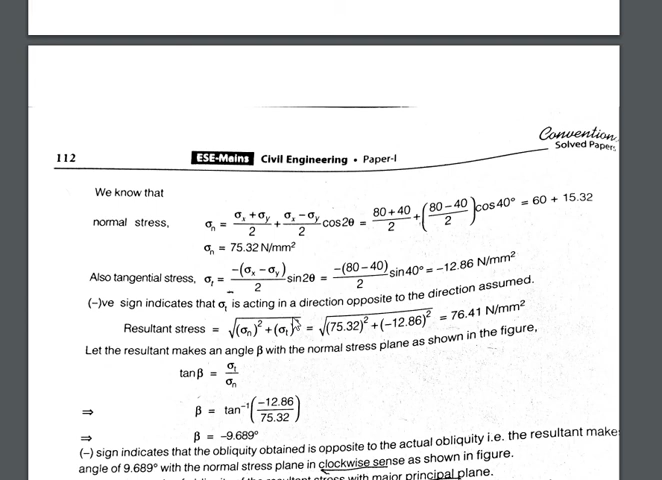 Convention
Solved Papers
112 ESE-Mains Civil Engineering • Paper-I
We know that
normal stress, σn = (σx + σy)/2 + (σx − σy)/2 cos2θ = (80 + 40)/2 + ((80 − 40)/2) cos40° = 60 + 15.32
σn = 75.32 N/mm²
Also tangential stress, σt = −(σx − σy)/2 sin2θ = −(80 − 40)/2 sin40° = −12.86 N/mm²
(–)ve sign indicates that σt is acting in a direction opposite to the direction assumed.
Resultant stress = √((σn)² + (σt)²) = √((75.32)² + (−12.86)²) = 76.41 N/mm²
Let the resultant makes an angle β with the normal stress plane as shown in the figure,
tanβ = σt/σn
⇒ β = tan⁻¹(−12.86/75.32)
⇒ β = −9.689°
(–) sign indicates that the obliquity obtained is opposite to the actual obliquity i.e. the resultant make
angle of 9.689° with the normal stress plane in clockwise sense as shown in figure.
stress with major principal plane.